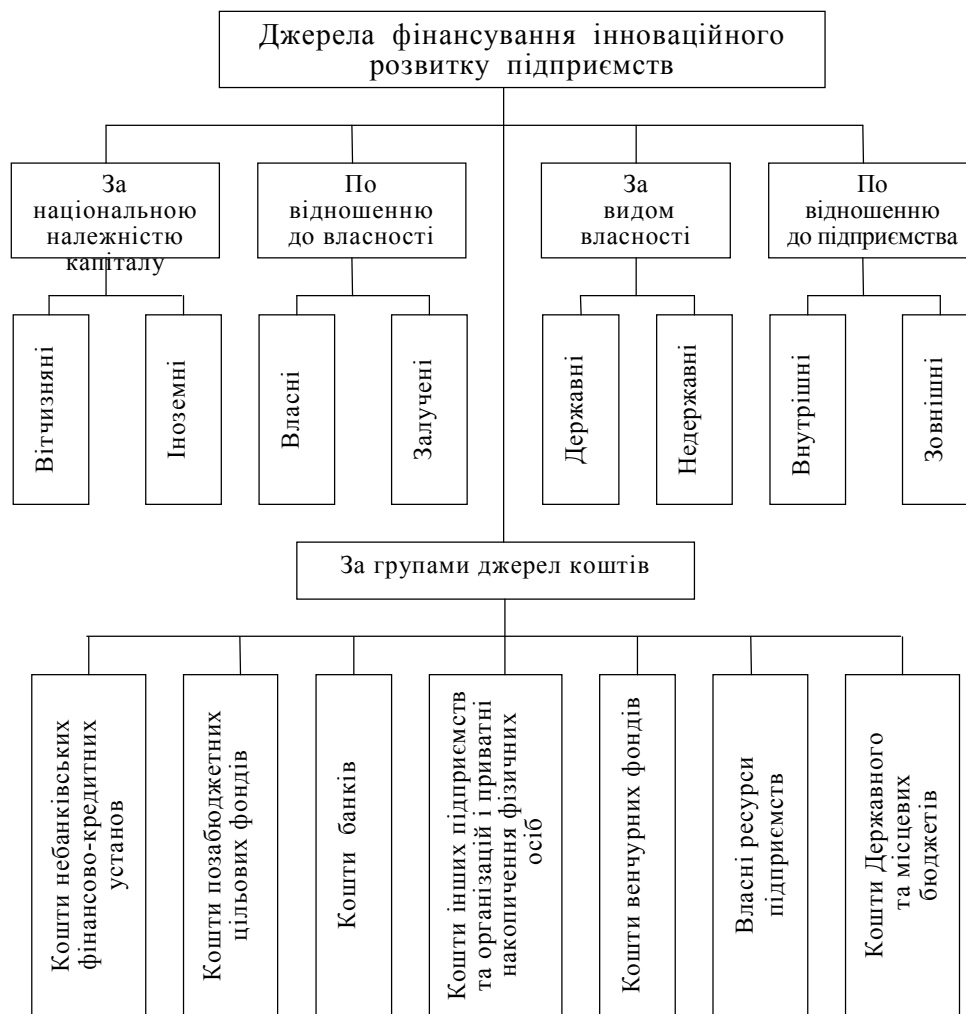 Джерела фінансування інноваційного
розвитку підприємств
За
національною
належністю
капіталу
По
відношенню
до власності
За
видом
власності
По
відношенню
до підприємства
Вітчизняні
Іноземні
Власні
Залучені
Державні
Недержавні
Внутрішні
Зовнішні
За групами джерел коштів
Кошти небанківських
фінансово-кредитних
установ
Кошти позабюджетних
цільових фондів
Кошти банків
Кошти інших підприємств
та організацій і приватні
накопичення фізичних
осіб
Кошти венчурних фондів
Власні ресурси
підприємств
Кошти Державного
та місцевих
бюджетів